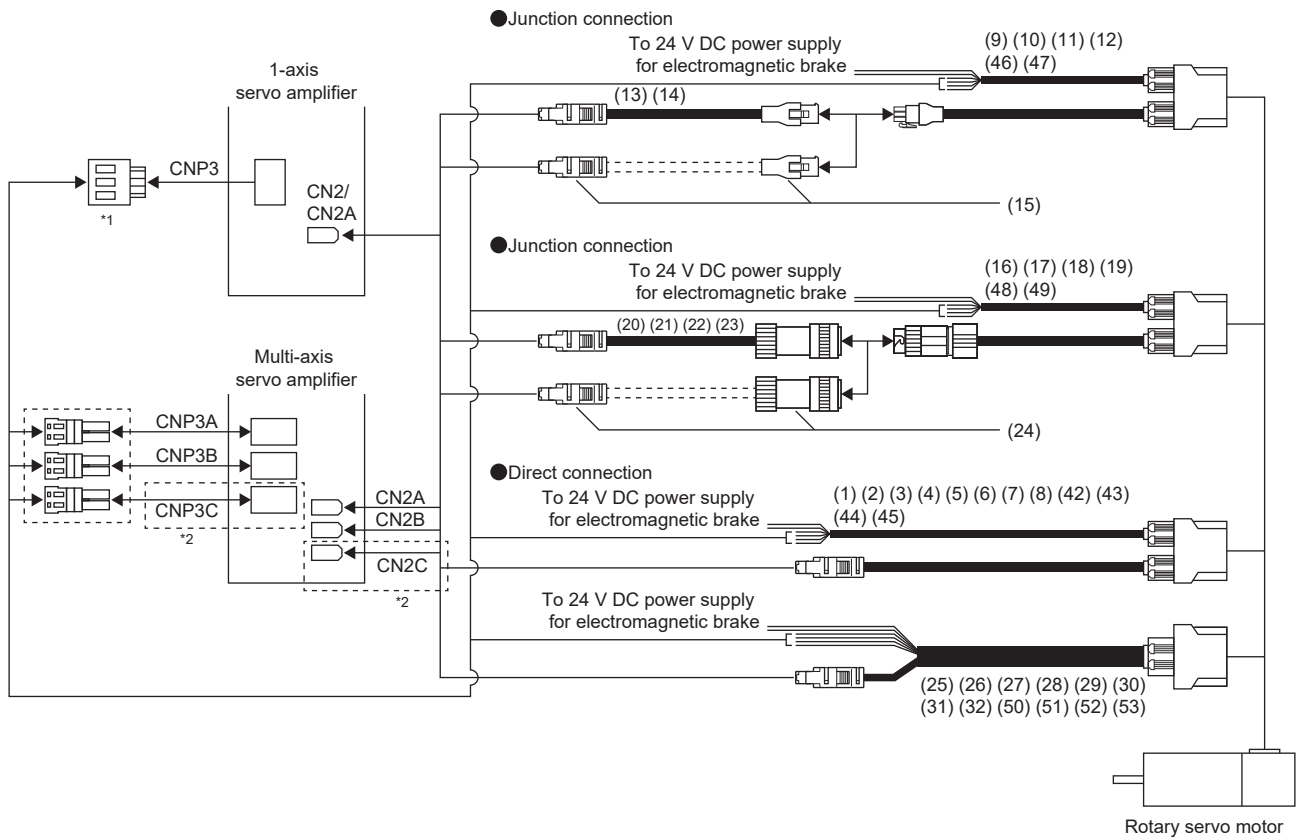 ●Junction connection
To 24 V DC power supply
for electromagnetic brake
(9) (10) (11) (12)
(46) (47)
1-axis
servo amplifier
(13) (14)
CNP3
*1
CN2/
CN2A
(15)
●Junction connection
To 24 V DC power supply
for electromagnetic brake
(16) (17) (18) (19)
(48) (49)
(20) (21) (22) (23)
Multi-axis
servo amplifier
CNP3A
CNP3B
CNP3C
*2
CN2A
CN2B
CN2C
*2
(24)
●Direct connection
To 24 V DC power supply
for electromagnetic brake
(1) (2) (3) (4) (5) (6) (7) (8) (42) (43)
(44) (45)
To 24 V DC power supply
for electromagnetic brake
(25) (26) (27) (28) (29) (30)
(31) (32) (50) (51) (52) (53)
Rotary servo motor